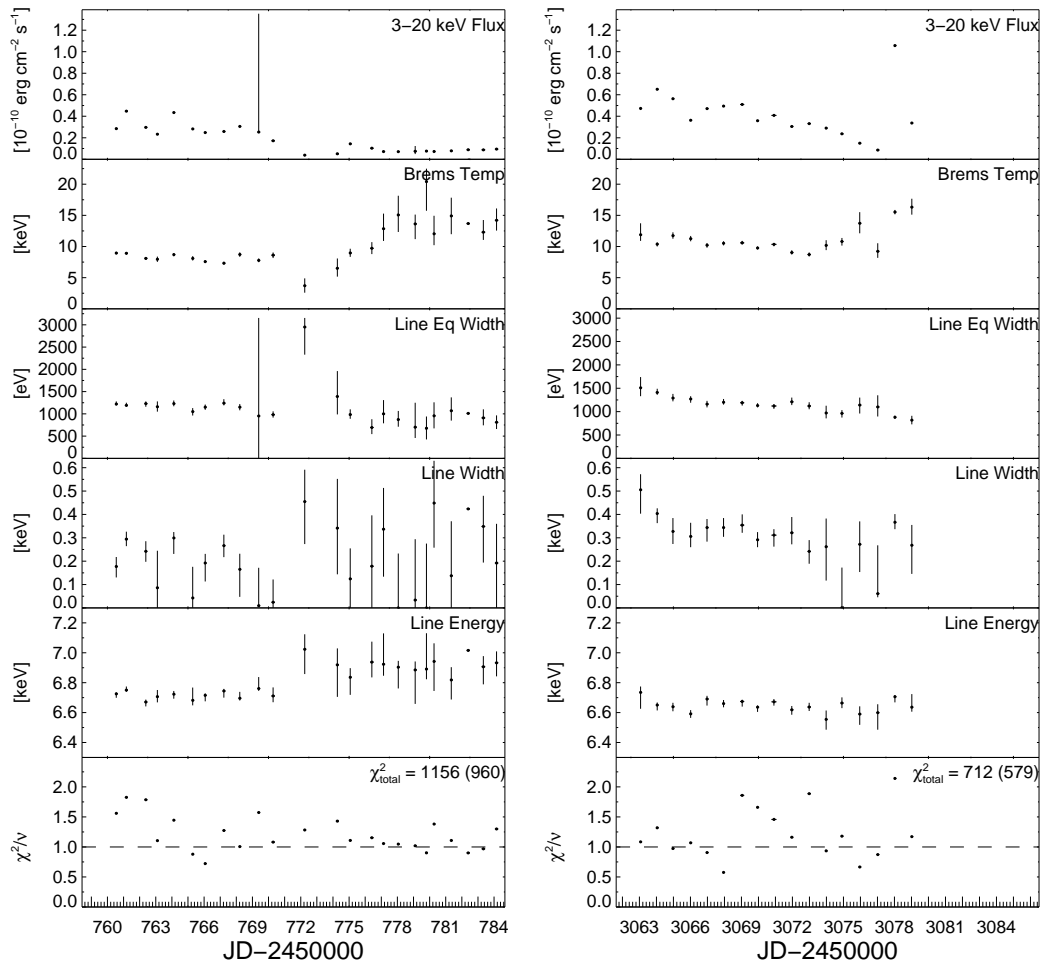 3−20 keV Flux
[10−10 erg cm−2 s−1]
1.2
1.0
0.8
0.6
0.4
0.2
0.0
Brems Temp
[keV]
20
15
10
5
0
Line Eq Width
[eV]
3000
2500
2000
1500
1000
500
0
Line Width
[keV]
0.6
0.5
0.4
0.3
0.2
0.1
0.0
Line Energy
[keV]
7.2
7.0
6.8
6.6
6.4
χ2total = 1156 (960)
χ2/ν
2.0
1.5
1.0
0.5
0.0
760 763 766 769 772 775 778 781 784
JD−2450000
3−20 keV Flux
[10−10 erg cm−2 s−1]
1.2
1.0
0.8
0.6
0.4
0.2
0.0
Brems Temp
[keV]
20
15
10
5
0
Line Eq Width
[eV]
3000
2500
2000
1500
1000
500
0
Line Width
[keV]
0.6
0.5
0.4
0.3
0.2
0.1
0.0
Line Energy
[keV]
7.2
7.0
6.8
6.6
6.4
χ2total = 712 (579)
χ2/ν
2.0
1.5
1.0
0.5
0.0
3063 3066 3069 3072 3075 3078 3081 3084
JD−2450000